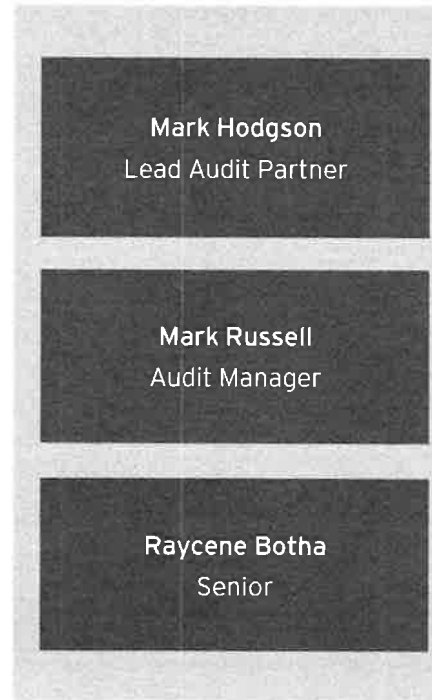 Mark Hodgson
Lead Audit Partner
Mark Russell
Audit Manager
Raycene Botha
Senior